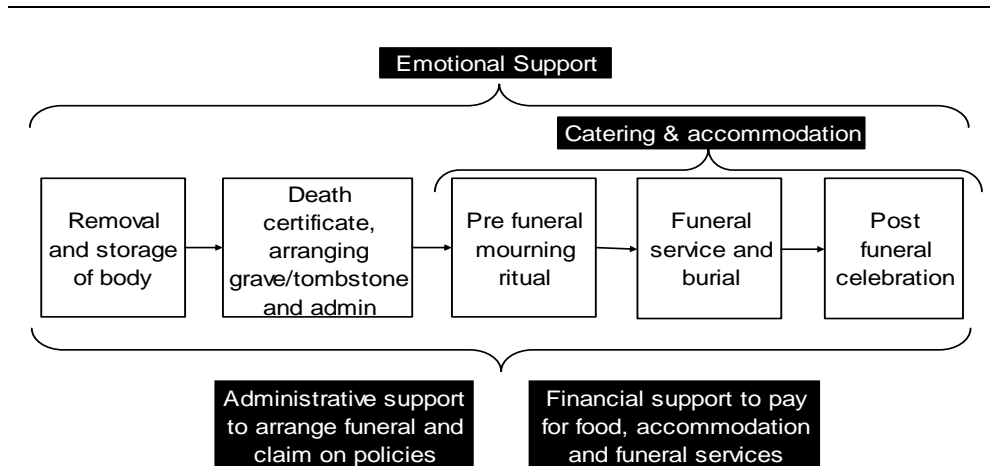 Emotional Support
Catering & accommodation
Removal
and storage
of body
Death
certificate,
arranging
grave/tombstone
and admin
Pre funeral
mourning
ritual
Funeral
service and
burial
Post
funeral
celebration
Administrative support
to arrange funeral and
claim on policies
Financial support to pay
for food, accommodation
and funeral services